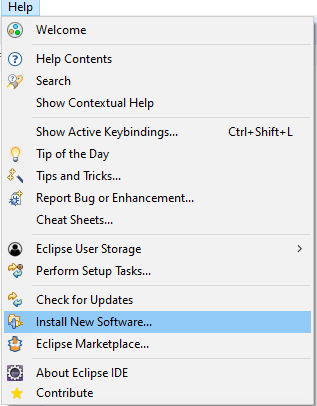 Help
Welcome
Help Contents
Search
Show Contextual Help
Show Active Keybindings... Ctrl+Shift+L
Tip of the Day
Tips and Tricks...
Report Bug or Enhancement...
Cheat Sheets...
Eclipse User Storage
Perform Setup Tasks...
Check for Updates
Install New Software...
Eclipse Marketplace...
About Eclipse IDE
Contribute